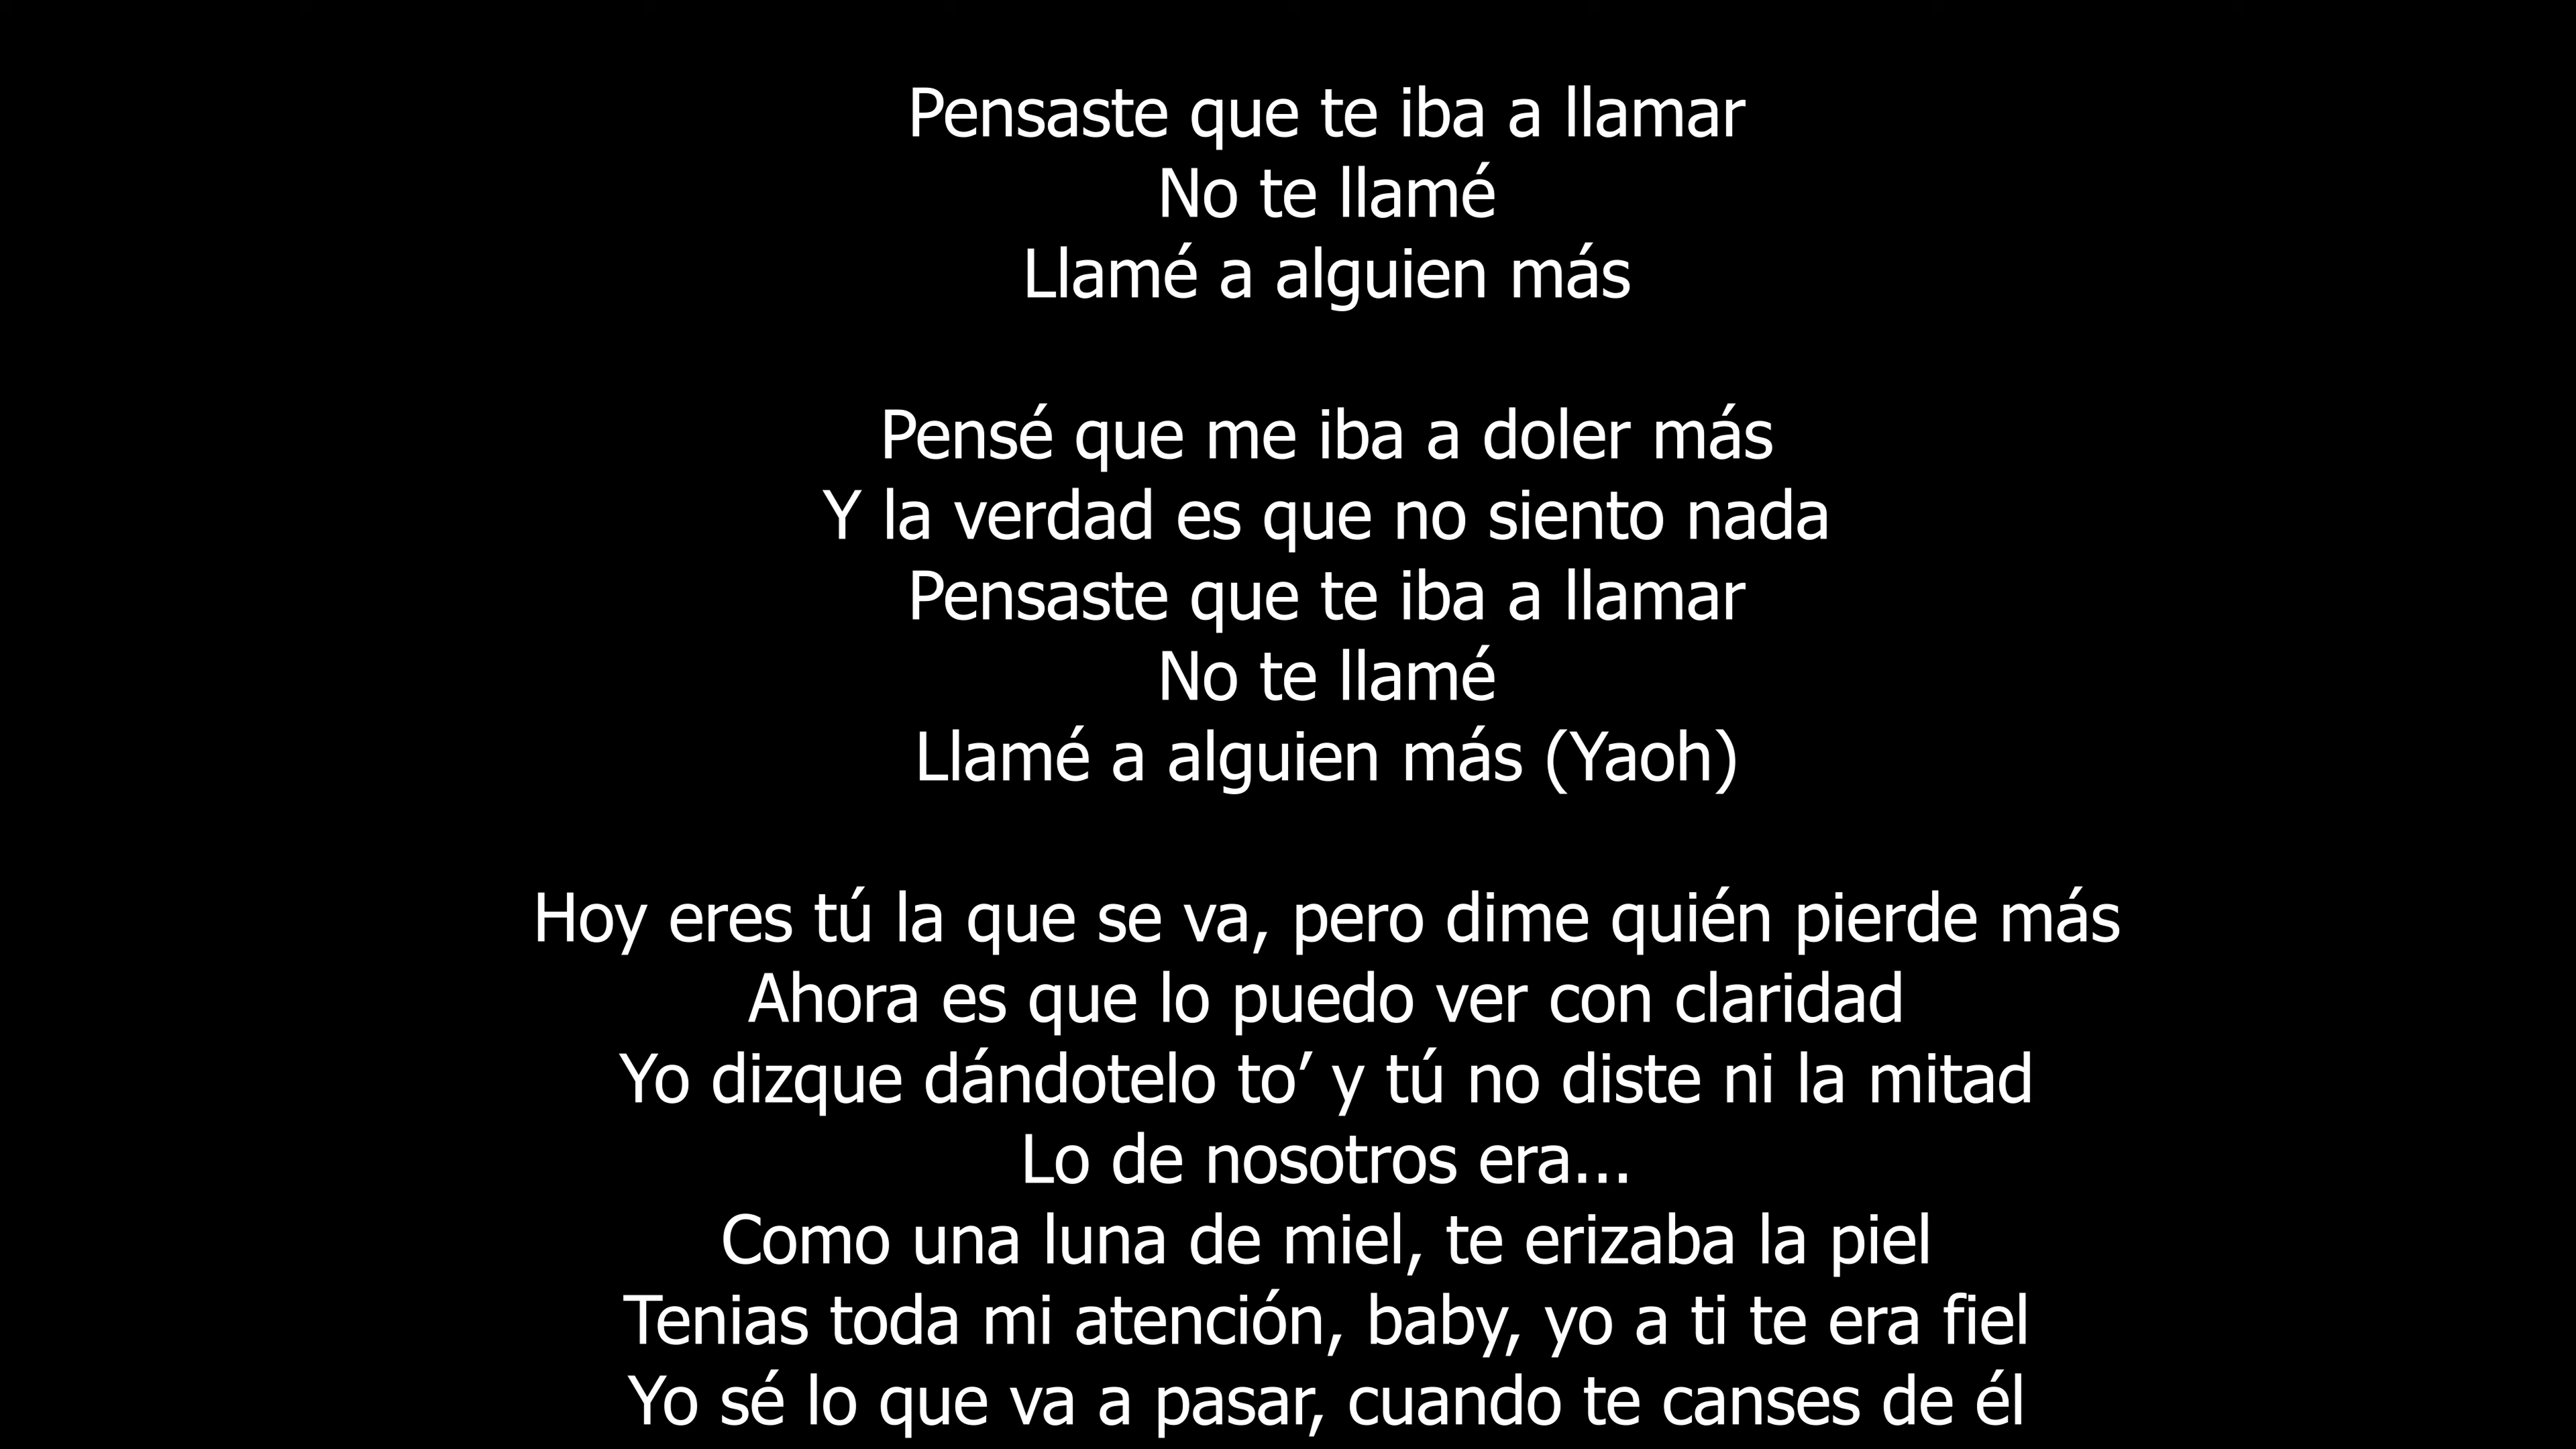 Pensaste que te iba a llamar
No te llamé
Llamé a alguien más
Pensé que me iba a doler más
Y la verdad es que no siento nada
Pensaste que te iba a llamar
No te llamé
Llamé a alguien más (Yaoh)
Hoy eres tú la que se va, pero dime quién pierde más
Ahora es que lo puedo ver con claridad
Yo dizque dándotelo to’ y tú no diste ni la mitad
Lo de nosotros era...
Como una luna de miel, te erizaba la piel
Tenias toda mi atención, baby, yo a ti te era fiel
Yo sé lo que va a pasar, cuando te canses de él